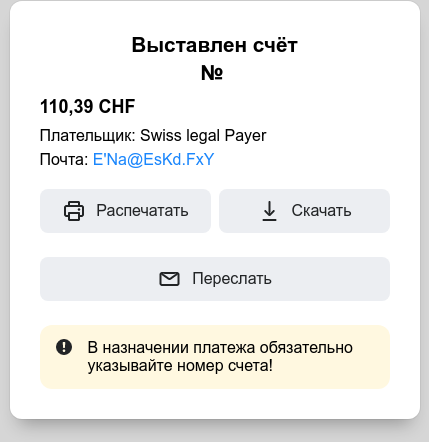 Выставлен счёт
№
110,39 CHF
Плательщик: Swiss legal Payer
Почта: E'Na@EsKd.FxY
Распечатать
Скачать
Переслать
В назначении платежа обязательно
указывайте номер счета!